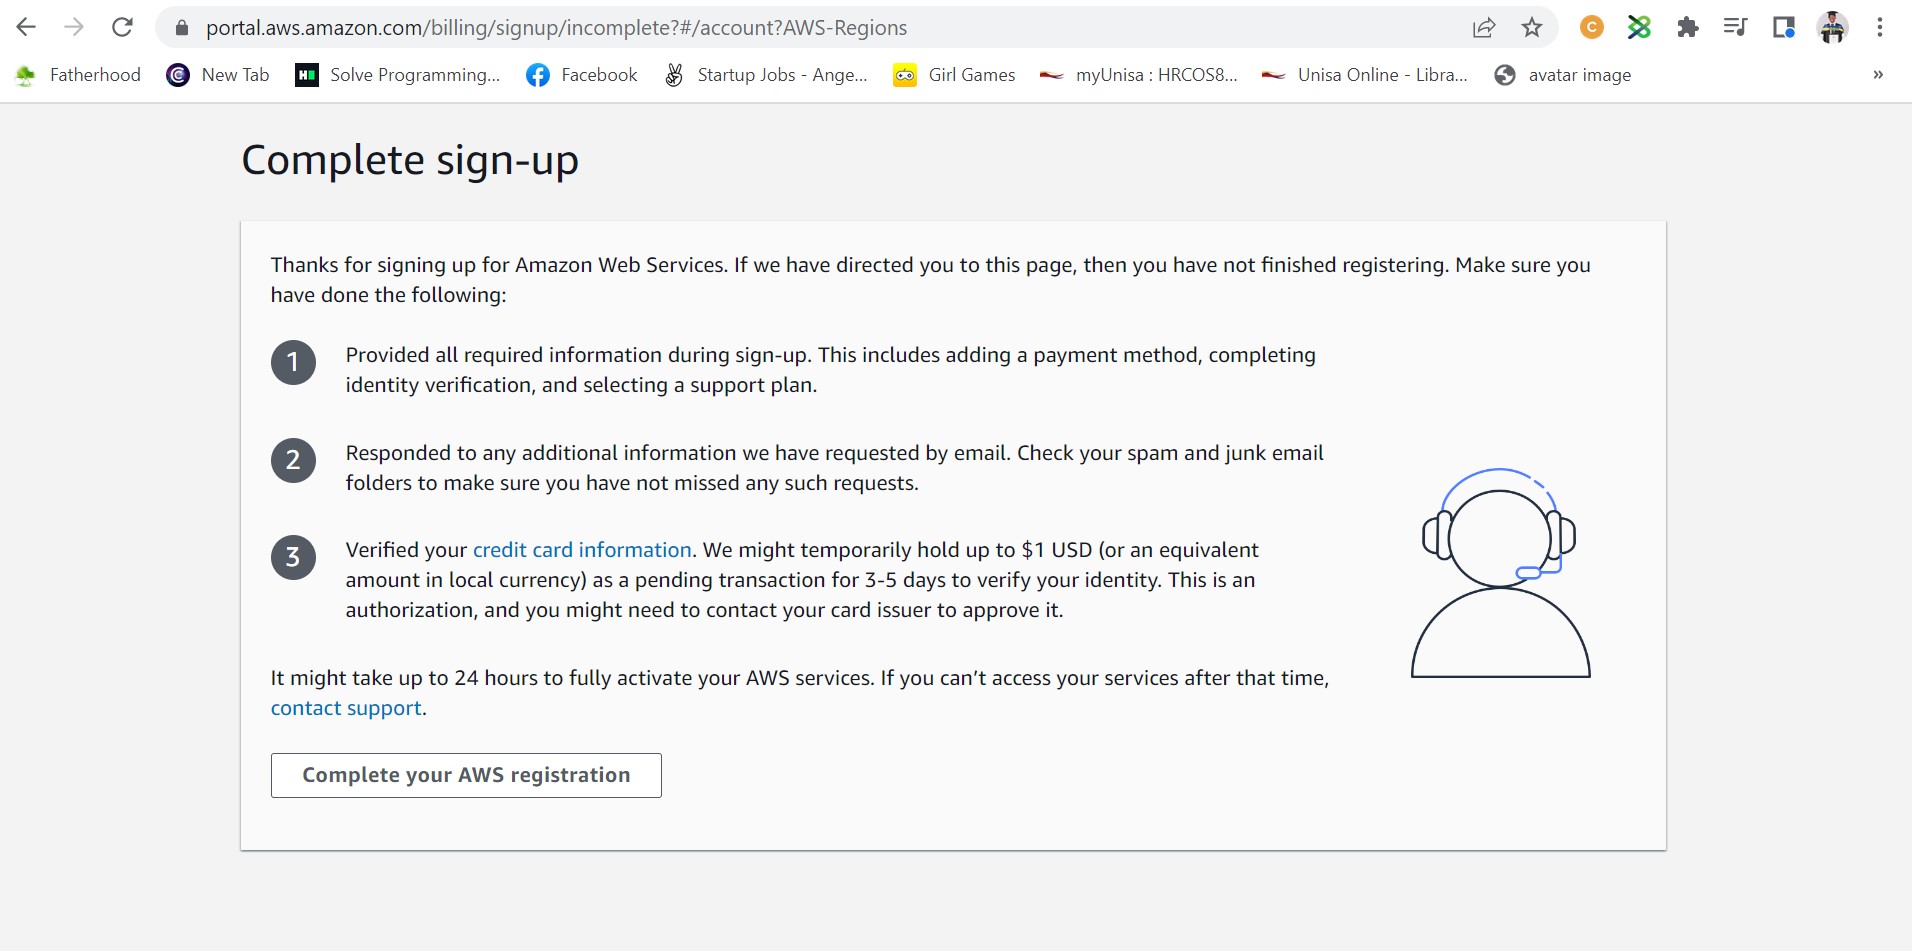 portal.aws.amazon.com/billing/signup/incomplete?#/account?AWS-Regions
C
Fatherhood
New Tab
H
Solve Programming...
Facebook
Startup Jobs - Ange...
Girl Games
myUnisa : HRCOS8...
Unisa Online - Libra...
avatar image
»
Complete sign-up
Thanks for signing up for Amazon Web Services. If we have directed you to this page, then you have not finished registering. Make sure you
have done the following:
1
Provided all required information during sign-up. This includes adding a payment method, completing
identity verification, and selecting a support plan.
2
Responded to any additional information we have requested by email. Check your spam and junk email
folders to make sure you have not missed any such requests.
3
Verified your credit card information. We might temporarily hold up to $1 USD (or an equivalent
amount in local currency) as a pending transaction for 3-5 days to verify your identity. This is an
authorization, and you might need to contact your card issuer to approve it.
It might take up to 24 hours to fully activate your AWS services. If you can’t access your services after that time,
contact support.
Complete your AWS registration